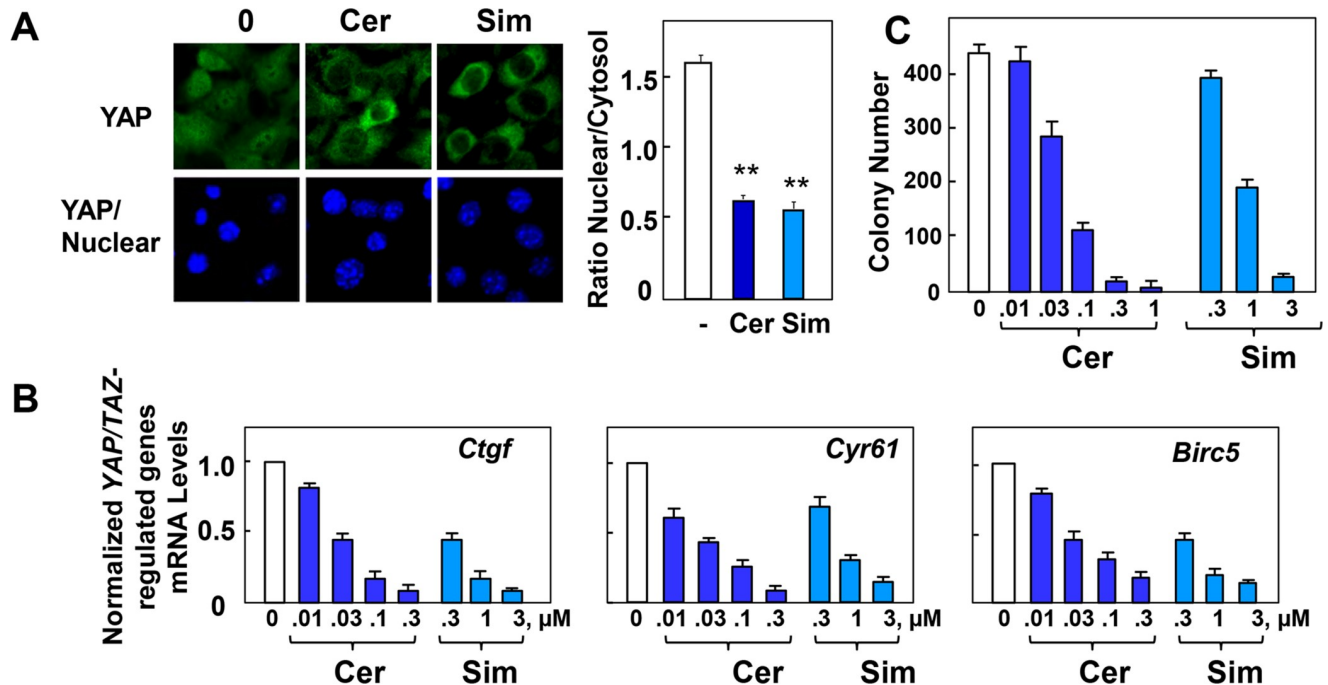 A
0 Cer Sim
YAP
YAP/
Nuclear
Ratio Nuclear/Cytosol
1.5
1.0
0.5
0
**
**
- Cer Sim
C
Colony Number
400
300
200
100
0
0 .01 .03 .1 .3 1 .3 1 3
Cer Sim
B
Normalized YAP/TAZ-
regulated genes
mRNA Levels
1.0
0.5
0
Ctgf
0 .01 .03 .1 .3 .3 1 3, µM
Cer Sim
Cyr61
0 .01 .03 .1 .3 .3 1 3, µM
Cer Sim
Birc5
0 .01 .03 .1 .3 .3 1 3, µM
Cer Sim